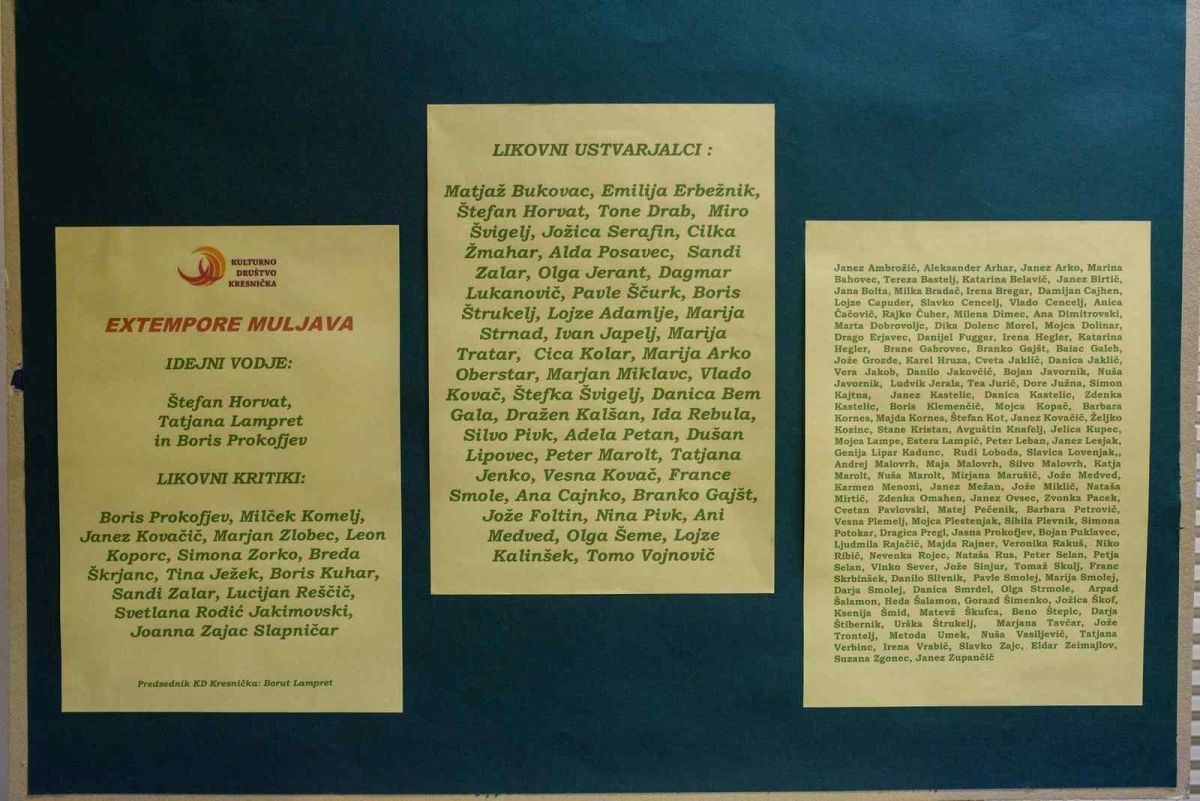 KULTURNO
DRUŠTVO
KRESNIČKA
EXTEMPORE MULJAVA
IDEJNI VODJE:
Štefan Horvat,
Tatjana Lampret
in Boris Prokofjev
LIKOVNI KRITIKI:
Boris Prokofjev, Milček Komelj,
Janez Kovačič, Marjan Zlobec, Leon
Koporc, Simona Zorko, Breda
Škrjanc, Tina Ježek, Boris Kuhar,
Sandi Zalar, Lucijan Reščič,
Svetlana Rodić Jakimovski,
Joanna Zajac Slapničar
Predsednik KD Kresnička: Borut Lampret
LIKOVNI USTVARJALCI :
Matjaž Bukovac, Emilija Erbežnik,
Štefan Horvat, Tone Drab, Miro
Švigelj, Jožica Serafin, Cilka
Žmahar, Alda Posavec, Sandi
Zalar, Olga Jerant, Dagmar
Lukanovič, Pavle Ščurk, Boris
Štrukelj, Lojze Adamlje, Marija
Strnad, Ivan Japelj, Marija
Tratar, Cica Kolar, Marija Arko
Oberstar, Marjan Miklavc, Vlado
Kovač, Štefka Švigelj, Danica Bem
Gala, Dražen Kalšan, Ida Rebula,
Silvo Pivk, Adela Petan, Dušan
Lipovec, Peter Marolt, Tatjana
Jenko, Vesna Kovač, France
Smole, Ana Cajnko, Branko Gajšt,
Jože Foltin, Nina Pivk, Ani
Medved, Olga Šeme, Lojze
Kalinšek, Tomo Vojnovič
Janez Ambrožič, Aleksander Arhar, Janez Arko, Marina
Bahovec, Tereza Bastelj, Katarina Belavič, Janez Birtič,
Jana Bolta, Milka Bradač, Irena Bregar, Damijan Cajhen,
Lojze Capuder, Slavko Cencelj, Vlado Cencelj, Anica
Čačovič, Rajko Čuber, Milena Dimec, Ana Dimitrovski,
Marta Dobrovoljc, Dika Dolenc Morel, Mojca Dolinar,
Drago Erjavec, Danijel Fugger, Irena Hegler, Katarina
Hegler, Brane Gabrovec, Branko Gajšt, Baiac Galeb,
Jože Grozde, Karel Hruza, Cveta Jaklič, Danica Jaklič,
Vera Jakob, Danilo Jakovčič, Bojan Javornik, Nuša
Javornik, Ludvik Jerala, Tea Jurič, Dore Južna, Simon
Kajtna, Janez Kastelic, Danica Kastelic, Zdenka
Kastelic, Boris Klemenčič, Mojca Kopač, Barbara
Kornes, Majda Kornes, Štefan Kot, Janez Kovačič, Željko
Kozinc, Stane Kristan, Avguštin Knafelj, Jelica Kupec,
Mojca Lampe, Estera Lampič, Peter Leban, Janez Lesjak,
Genija Lipar Kadunc, Rudi Loboda, Slavica Lovenjak,,
Andrej Malovrh, Maja Malovrh, Silvo Malovrh, Katja
Marolt, Nuša Marolt, Mirjana Marušič, Jože Medved,
Karmen Menoni, Janez Mežan, Jože Miklič, Nataša
Mirtič, Zdenka Omahen, Janez Ovsec, Zvonka Pacek,
Cvetan Pavlovski, Matej Pečenik, Barbara Petrovič,
Vesna Plemelj, Mojca Plestenjak, Sibila Plevnik, Simona
Potokar, Dragica Pregl, Jasna Prokofjev, Bojan Puklavec,
Ljudmila Rajačič, Majda Rajner, Veronika Rakuš, Niko
Ribič, Nevenka Rojec, Nataša Rus, Peter Selan, Petja
Selan, Vinko Sever, Jože Sinjur, Tomaž Skulj, Franc
Skrbinšek, Danilo Slivnik, Pavle Smolej, Marija Smolej,
Darja Smolej, Danica Smrdel, Olga Strmole, Arpad
Šalamon, Heda Šalamon, Gorazd Šimenko, Jožica Škof,
Ksenija Šmid, Matevž Škufca, Beno Štepic, Darja
Štibernik, Urška Štrukelj, Marjana Tavčar, Jože
Trontelj, Metoda Umek, Nuša Vasiljevič, Tatjana
Verbinc, Irena Vrabič, Slavko Zajc, Eldar Zeimajlov,
Suzana Zgonec, Janez Zupančič